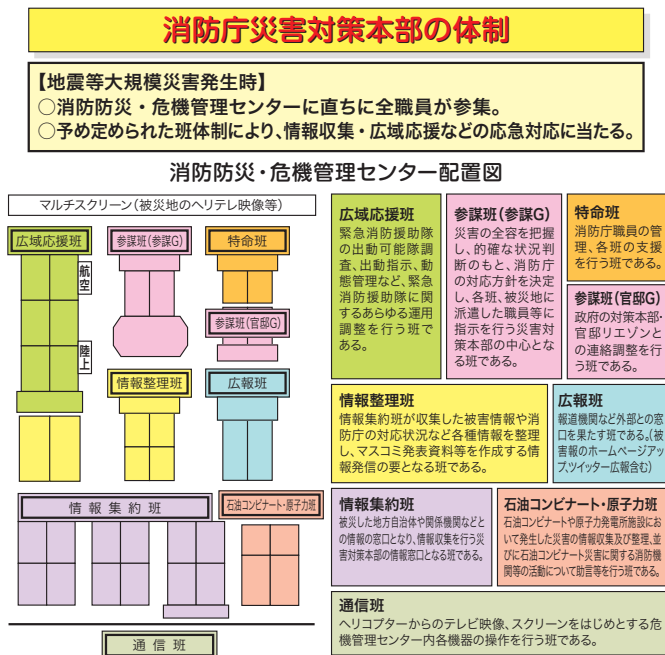 消防庁災害対策本部の体制
【地震等大規模災害発生時】
○消防防災・危機管理センターに直ちに全職員が参集。
○予め定められた班体制により、情報収集・広域応援などの応急対応に当たる。
消防防災・危機管理センター配置図
マルチスクリーン(被災地のヘリテレ映像等)
広域応援班
航空
陸上
参謀班(参謀G)
特命班
参謀班(官邸G)
情報整理班
広報班
情報集約班
石油コンビナート・原子力班
通信班
広域応援班
緊急消防援助隊
の出動可能隊調
査、出動指示、動
態管理など、緊急
消防援助隊に関
するあらゆる運用
調整を行う班で
ある。
参謀班(参謀G)
災害の全容を把握
し、的確な状況判
断のもと、消防庁
の対応方針を決定
し、各班、被災地に
派遣した職員等に
指示を行う災害対
策本部の中心とな
る班である。
特命班
消防庁職員の管
理、各班の支援
を行う班である。
参謀班(官邸G)
政府の対策本部・
官邸リエゾンと
の連絡調整を行
う班である。
情報整理班
情報集約班が収集した被害情報や消
防庁の対応状況など各種情報を整理
し、マスコミ発表資料等を作成する情
報発信の要となる班である。
広報班
報道機関など外部との窓
口を果たす班である。(被
害報のホームページアッ
プ、ツイッター広報含む)
情報集約班
被災した地方自治体や関係機関などと
の情報の窓口となり、情報収集を行う災
害対策本部の情報窓口となる班である。
石油コンビナート・原子力班
石油コンビナートや原子力発電所施設にお
いて発生した災害の情報収集及び整理、並
びに石油コンビナート災害に関する消防機
関等の活動について助言等を行う班である。
通信班
ヘリコプターからのテレビ映像、スクリーンをはじめとする危
機管理センター内各機器の操作を行う班である。